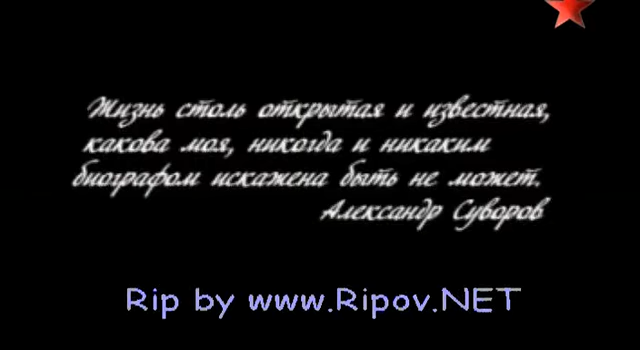 Жизнь столь открытая и известная,
какова моя, никогда и никаким
биографом искажена быть не может.
Александр Суворов
Rip by www.Ripov.NET